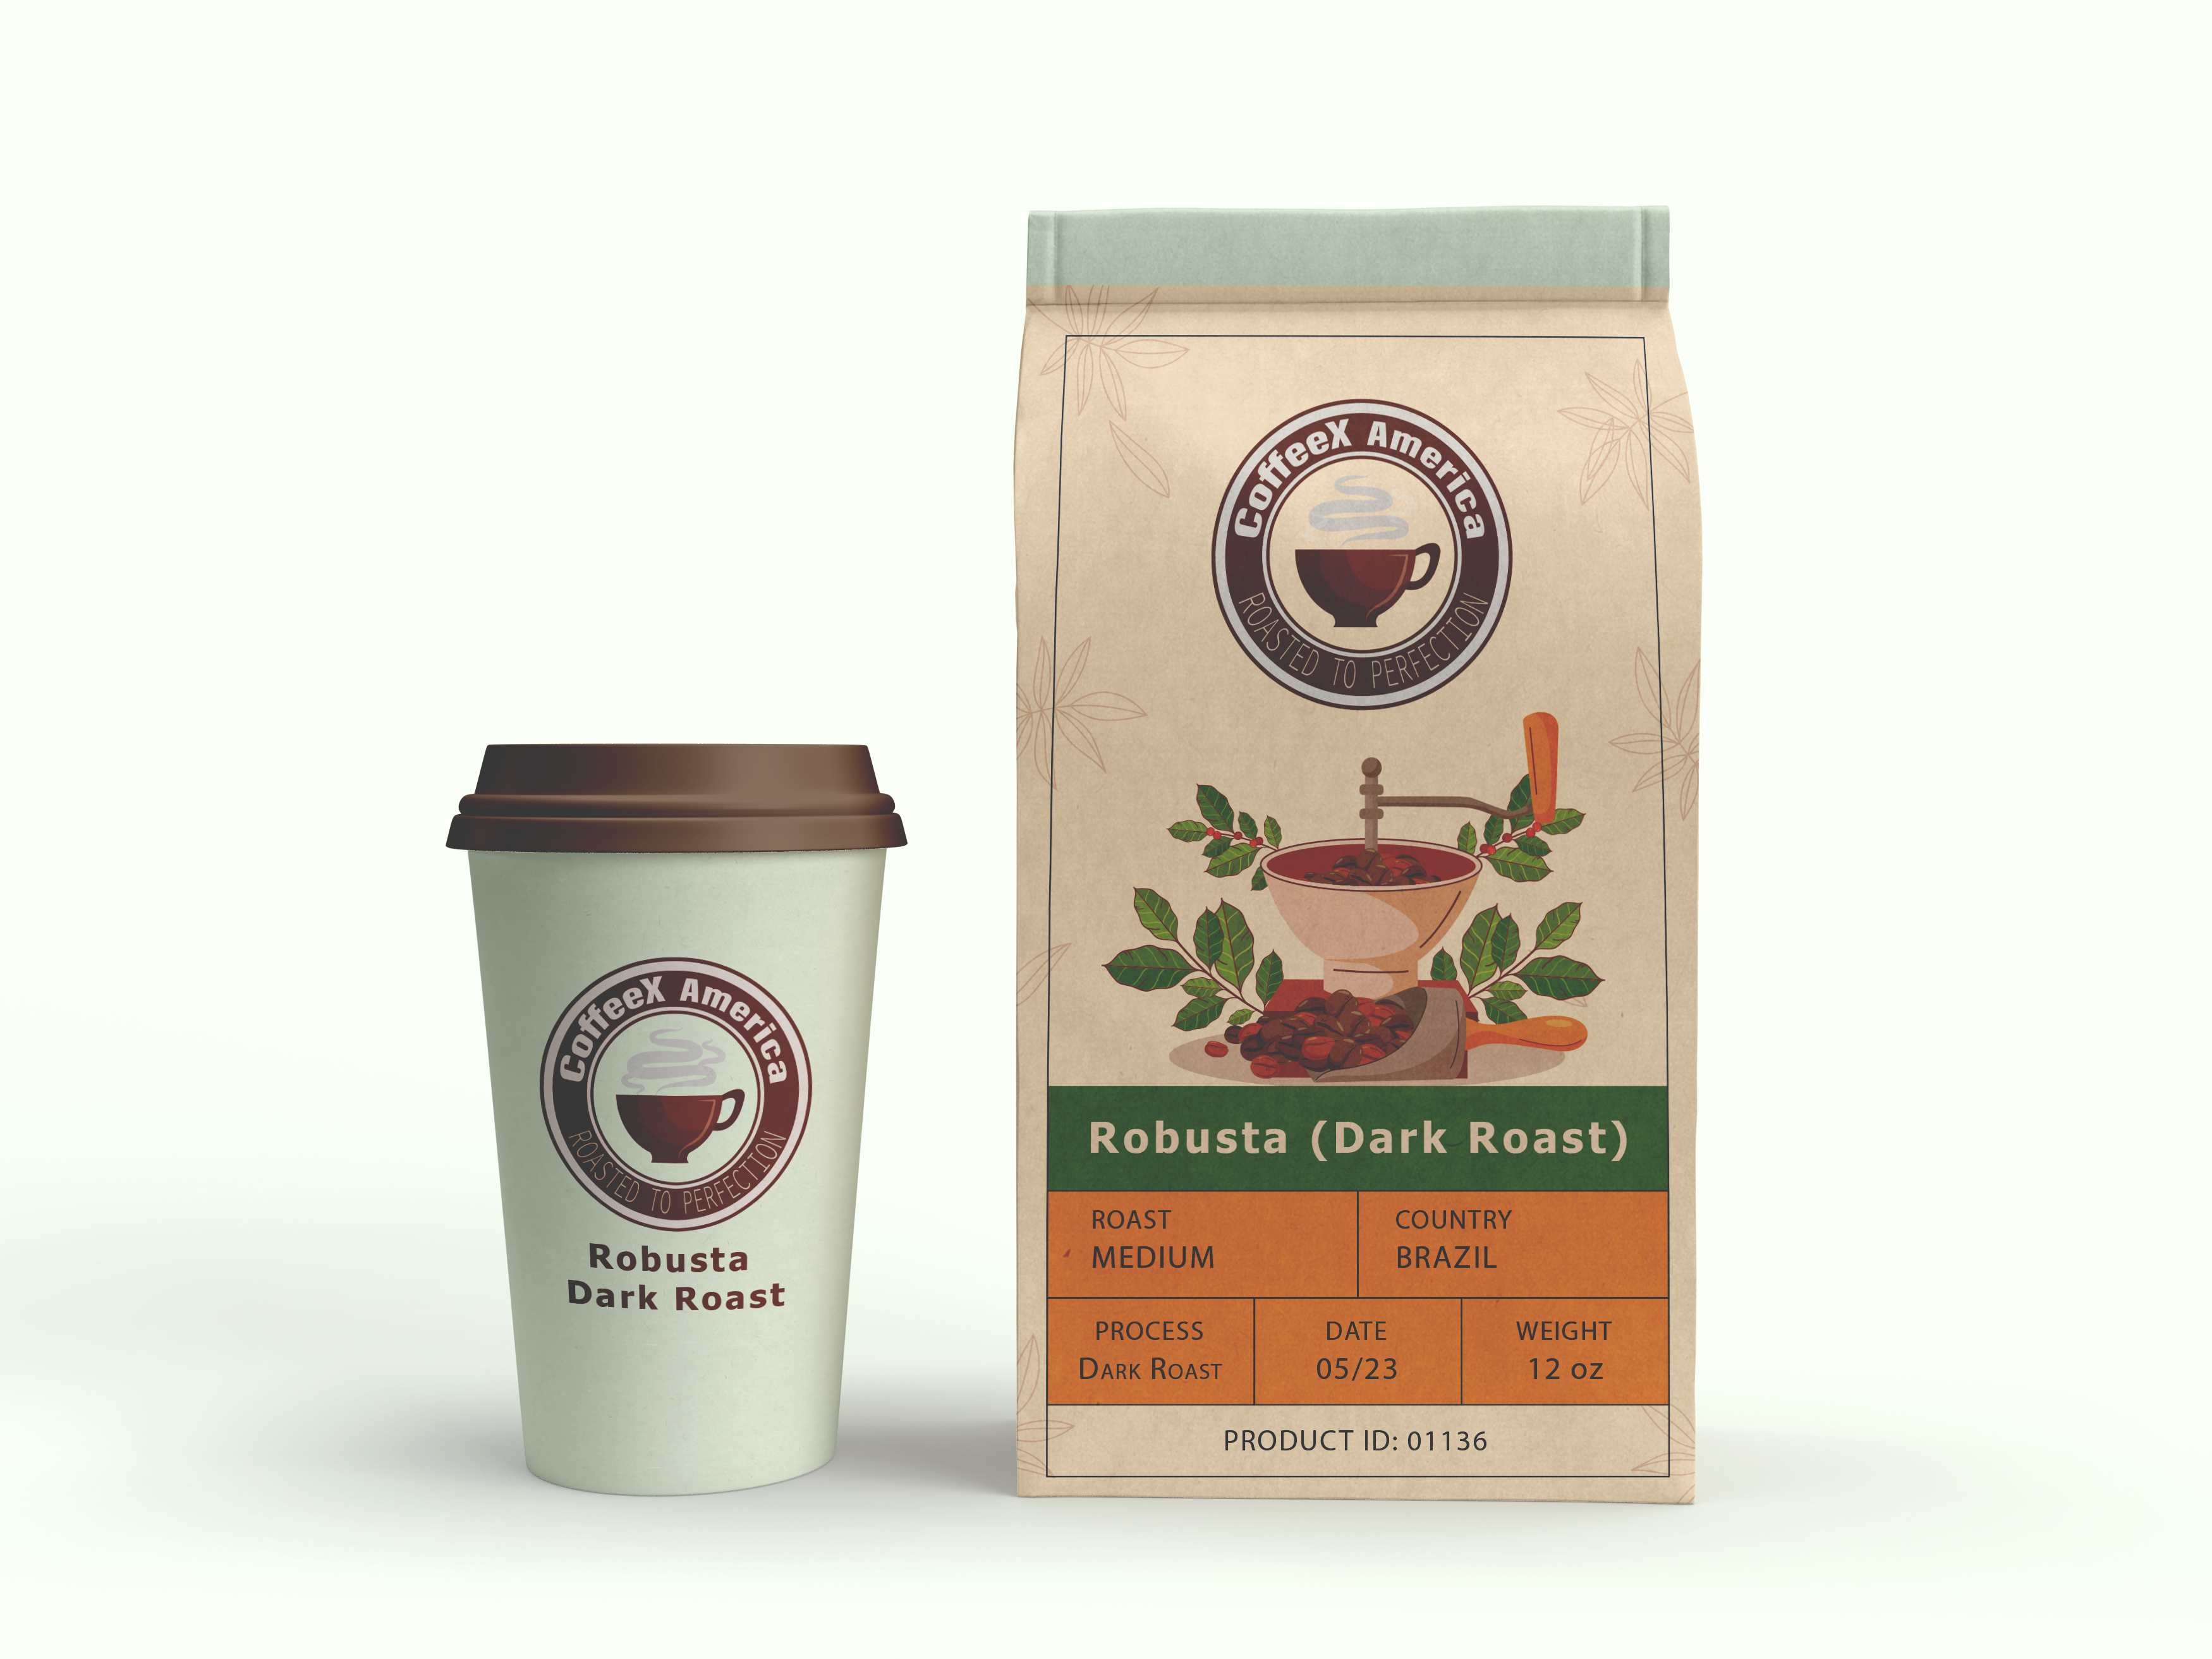 CoffeeX America
ROASTED TO PERFECTION
Robusta
Dark Roast
CoffeeX America
ROASTED TO PERFECTION
Robusta (Dark Roast)
ROAST
MEDIUM
COUNTRY
BRAZIL
PROCESS
Dark Roast
DATE
05/23
WEIGHT
12 oz
PRODUCT ID: 01136